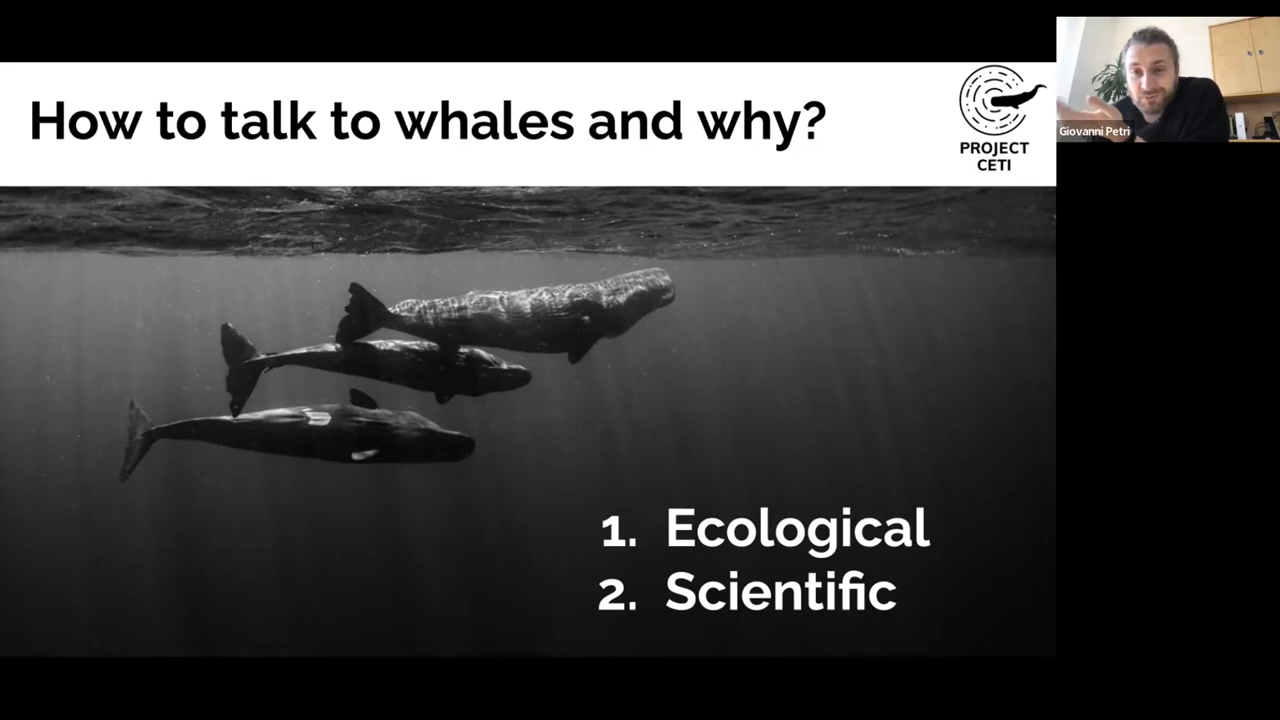 How to talk to whales and why?
PROJECT
CETI
Giovanni Petri
1. Ecological
2. Scientific